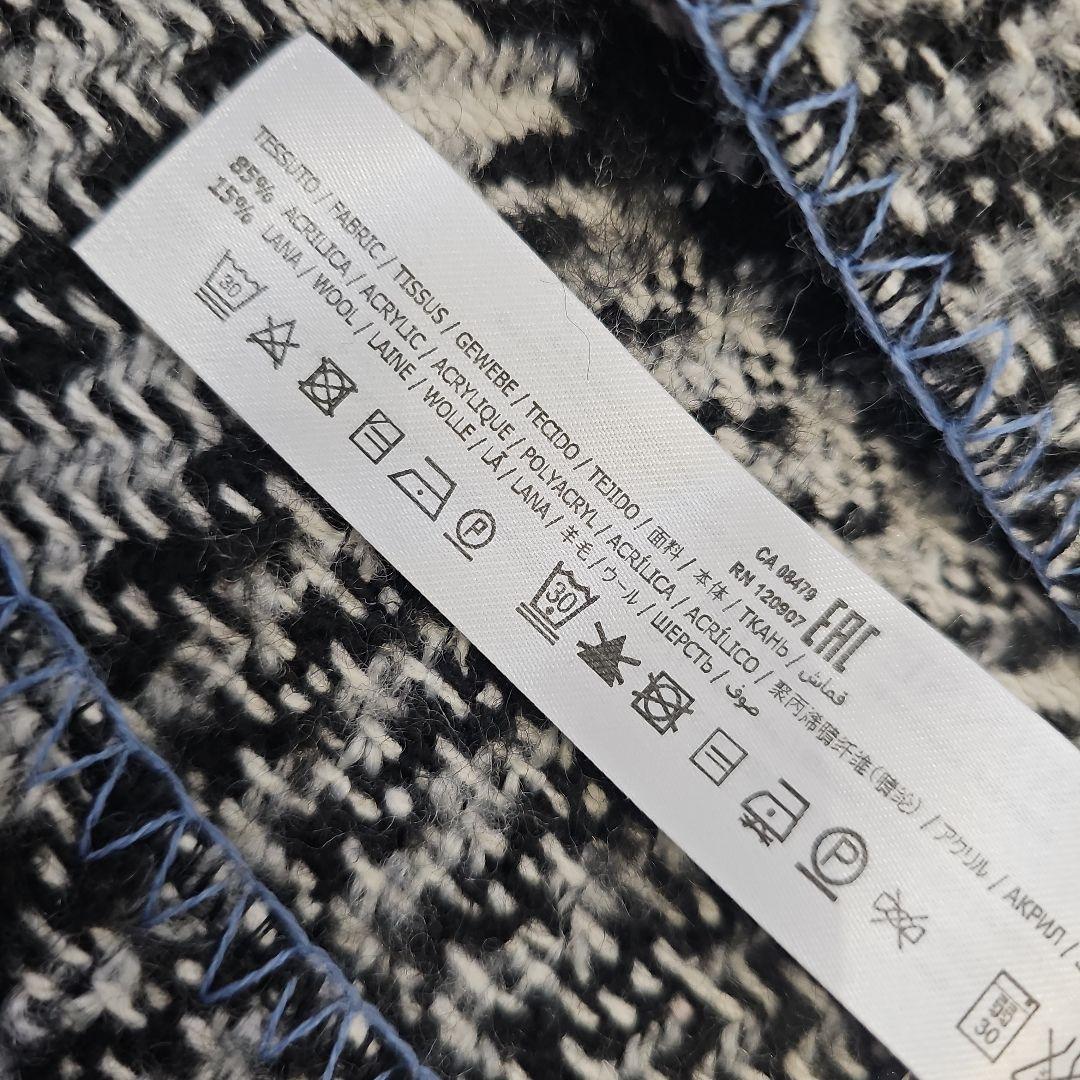 TESSUTO / FABRIC / TISSUS / GEWEBE / TECIDO / TEJIDO / 面料 / 本体 / ТКАНЬ / قماش
85% ACRILICA / ACRYLIC / ACRYLIQUE / POLYACRYL / ACRÍLICA / ACRÍLICO / 聚丙烯腈纤维(腈纶) / アクリル / АКРИЛ /
15% LANA / WOOL / LAINE / WOLLE / LÃ / LANA / 羊毛 / ウール / ШЕРСТЬ / صوف
CA 08479
RN 120907
EAC
30
P
30
P
弱
30